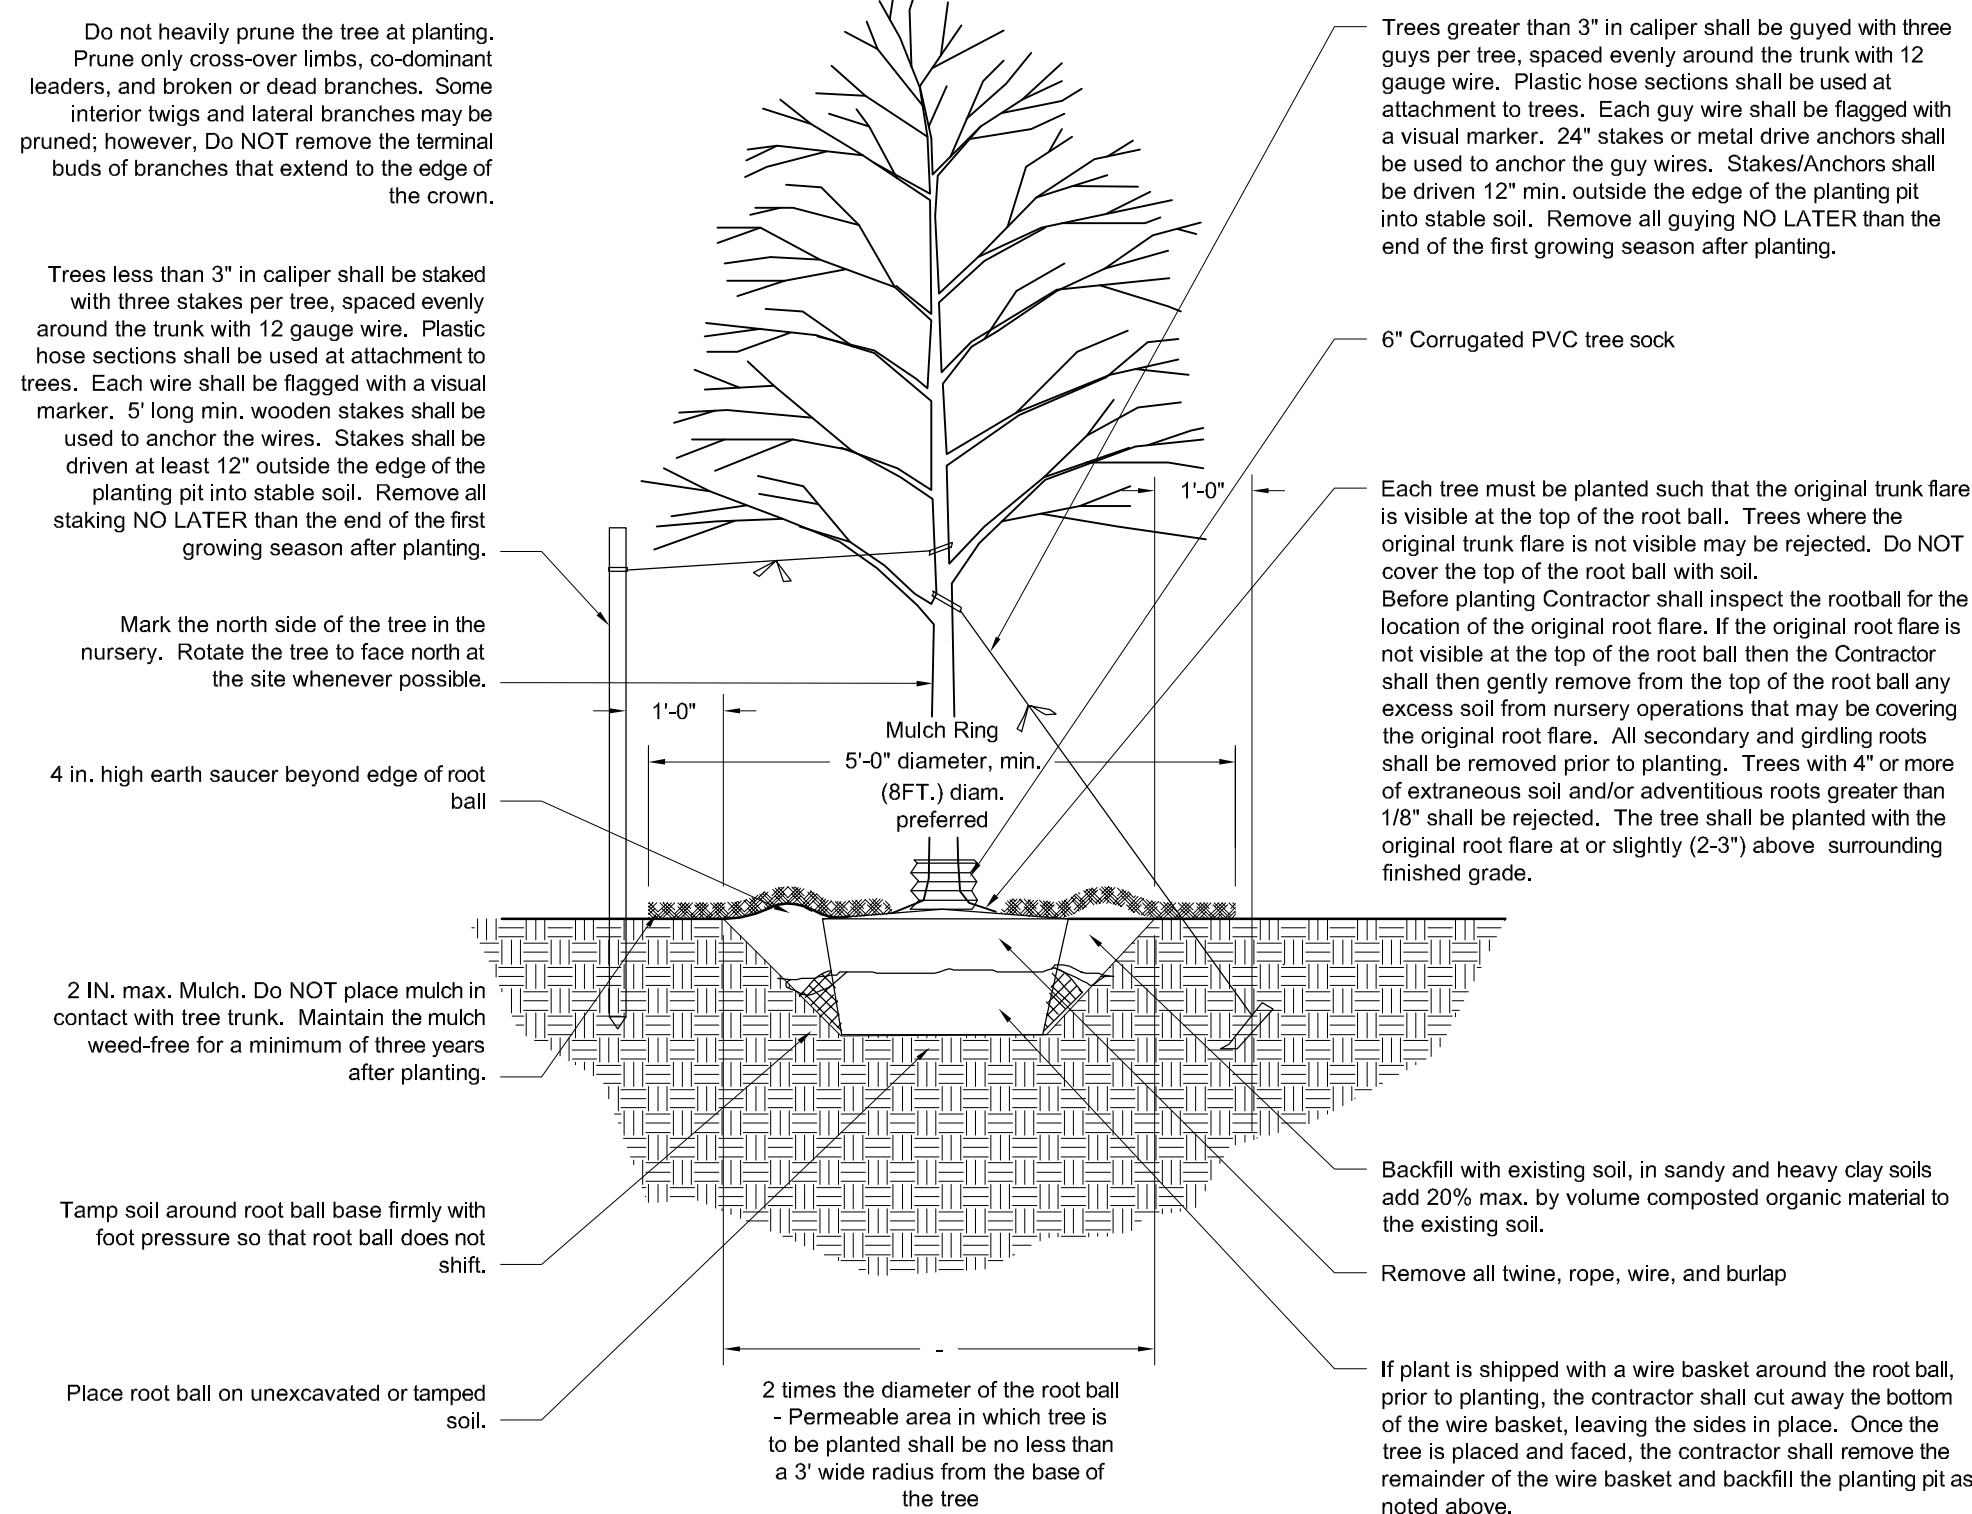 Do not heavily prune the tree at planting.
Prune only cross-over limbs, co-dominant
leaders, and broken or dead branches. Some
interior twigs and lateral branches may be
pruned; however, Do NOT remove the terminal
buds of branches that extend to the edge of
the crown.
Trees less than 3" in caliper shall be staked
with three stakes per tree, spaced evenly
around the trunk with 12 gauge wire. Plastic
hose sections shall be used at attachment to
trees. Each wire shall be flagged with a visual
marker. 5' long min. wooden stakes shall be
used to anchor the wires. Stakes shall be
driven at least 12" outside the edge of the
planting pit into stable soil. Remove all
staking NO LATER than the end of the first
growing season after planting.
Mark the north side of the tree in the
nursery. Rotate the tree to face north at
the site whenever possible.
1'-0"
4 in. high earth saucer beyond edge of root
ball
2 IN. max. Mulch. Do NOT place mulch in
contact with tree trunk. Maintain the mulch
weed-free for a minimum of three years
after planting.
Tamp soil around root ball base firmly with
foot pressure so that root ball does not
shift.
Place root ball on unexcavated or tamped
soil.
Mulch Ring
5'-0" diameter, min.
(8FT.) diam.
preferred
-
2 times the diameter of the root ball
- Permeable area in which tree is
to be planted shall be no less than
a 3' wide radius from the base of
the tree
1'-0"
Trees greater than 3" in caliper shall be guyed with three
guys per tree, spaced evenly around the trunk with 12
gauge wire. Plastic hose sections shall be used at
attachment to trees. Each guy wire shall be flagged with
a visual marker. 24" stakes or metal drive anchors shall
be used to anchor the guy wires. Stakes/Anchors shall
be driven 12" min. outside the edge of the planting pit
into stable soil. Remove all guying NO LATER than the
end of the first growing season after planting.
6" Corrugated PVC tree sock
Each tree must be planted such that the original trunk flare
is visible at the top of the root ball. Trees where the
original trunk flare is not visible may be rejected. Do NOT
cover the top of the root ball with soil.
Before planting Contractor shall inspect the rootball for the
location of the original root flare. If the original root flare is
not visible at the top of the root ball then the Contractor
shall then gently remove from the top of the root ball any
excess soil from nursery operations that may be covering
the original root flare. All secondary and girdling roots
shall be removed prior to planting. Trees with 4" or more
of extraneous soil and/or adventitious roots greater than
1/8" shall be rejected. The tree shall be planted with the
original root flare at or slightly (2-3") above surrounding
finished grade.
Backfill with existing soil, in sandy and heavy clay soils
add 20% max. by volume composted organic material to
the existing soil.
Remove all twine, rope, wire, and burlap
If plant is shipped with a wire basket around the root ball,
prior to planting, the contractor shall cut away the bottom
of the wire basket, leaving the sides in place. Once the
tree is placed and faced, the contractor shall remove the
remainder of the wire basket and backfill the planting pit as
noted above.